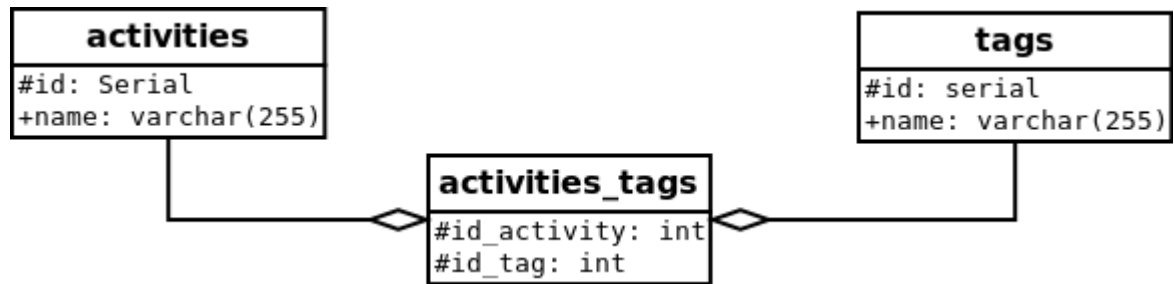 activities
#id: Serial
+name: varchar(255)
tags
#id: serial
+name: varchar(255)
activities_tags
#id_activity: int
#id_tag: int